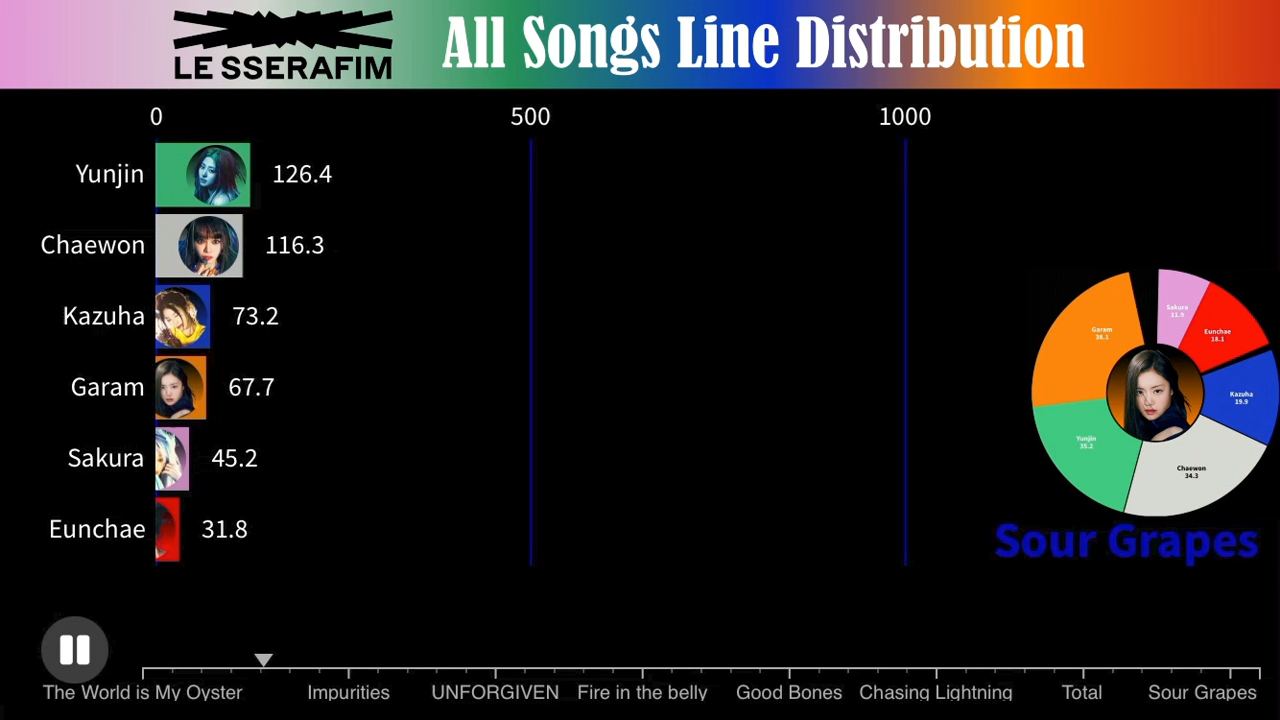 LE SSERAFIM
All Songs Line Distribution
0 500 1000
Yunjin 126.4
Chaewon 116.3
Kazuha 73.2
Garam 67.7
Sakura 45.2
Eunchae 31.8
Sakura
11.9
Eunchae
18.1
Garam
38.1
Kazuha
19.9
Yunjin
35.2
Chaewon
34.3
Sour Grapes
The World is My Oyster Impurities UNFORGIVEN Fire in the belly Good Bones Chasing Lightning Total Sour Grapes